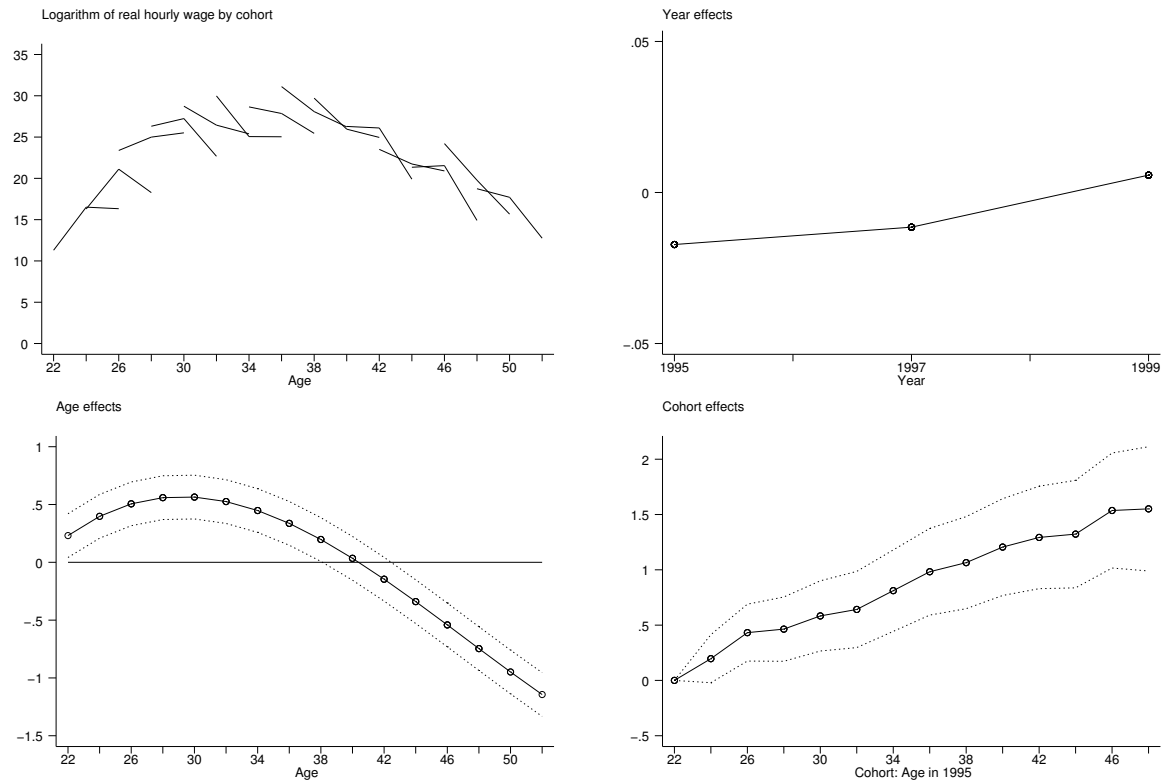 Logarithm of real hourly wage by cohort
35
30
25
20
15
10
5
0
22 26 30 34 38 42 46 50
Age
Year effects
.05
0
−.05
1995 1997 1999
Year
Age effects
1
.5
0
−.5
−1
−1.5
22 26 30 34 38 42 46 50
Age
Cohort effects
2
1.5
1
.5
0
−.5
22 26 30 34 38 42 46
Cohort: Age in 1995